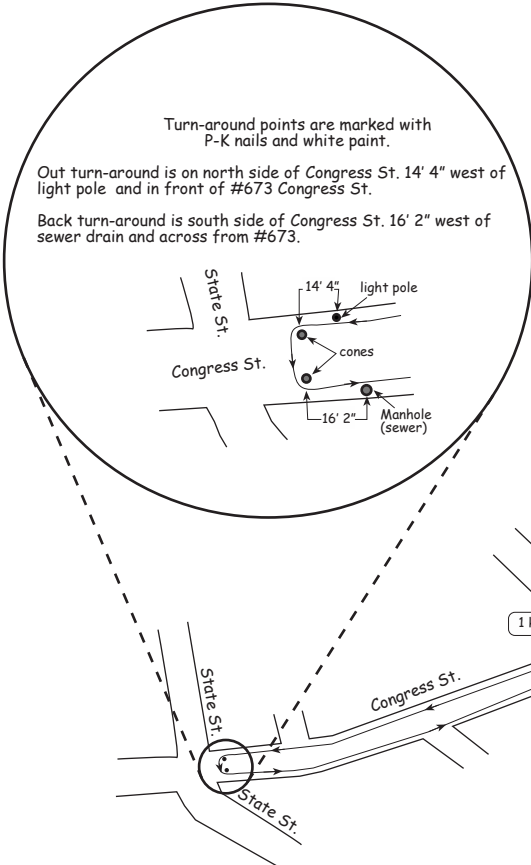 Turn-around points are marked with
P-K nails and white paint.
Out turn-around is on north side of Congress St. 14' 4" west of
light pole and in front of #673 Congress St.
Back turn-around is south side of Congress St. 16' 2" west of
sewer drain and across from #673.
State St.
14' 4"
light pole
Congress St.
cones
16' 2"
Manhole
(sewer)
1
State St.
Congress St.
State St.